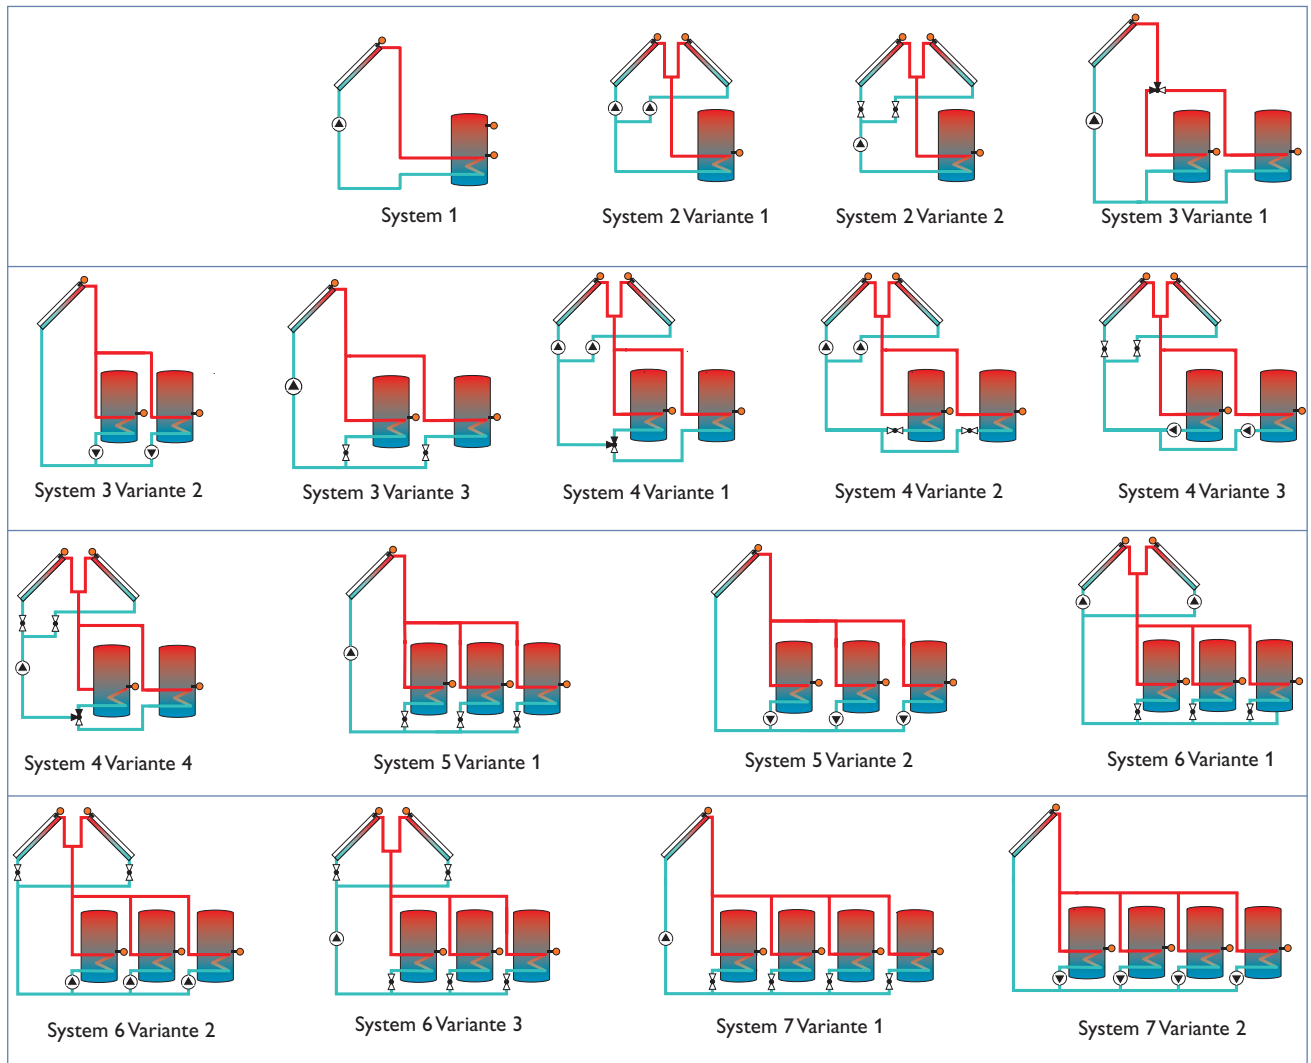 System 1
System 2 Variante 1
System 2 Variante 2
System 3 Variante 1
System 3 Variante 2
System 3 Variante 3
System 4 Variante 1
System 4 Variante 2
System 4 Variante 3
System 4 Variante 4
System 5 Variante 1
System 5 Variante 2
System 6 Variante 1
System 6 Variante 2
System 6 Variante 3
System 7 Variante 1
System 7 Variante 2